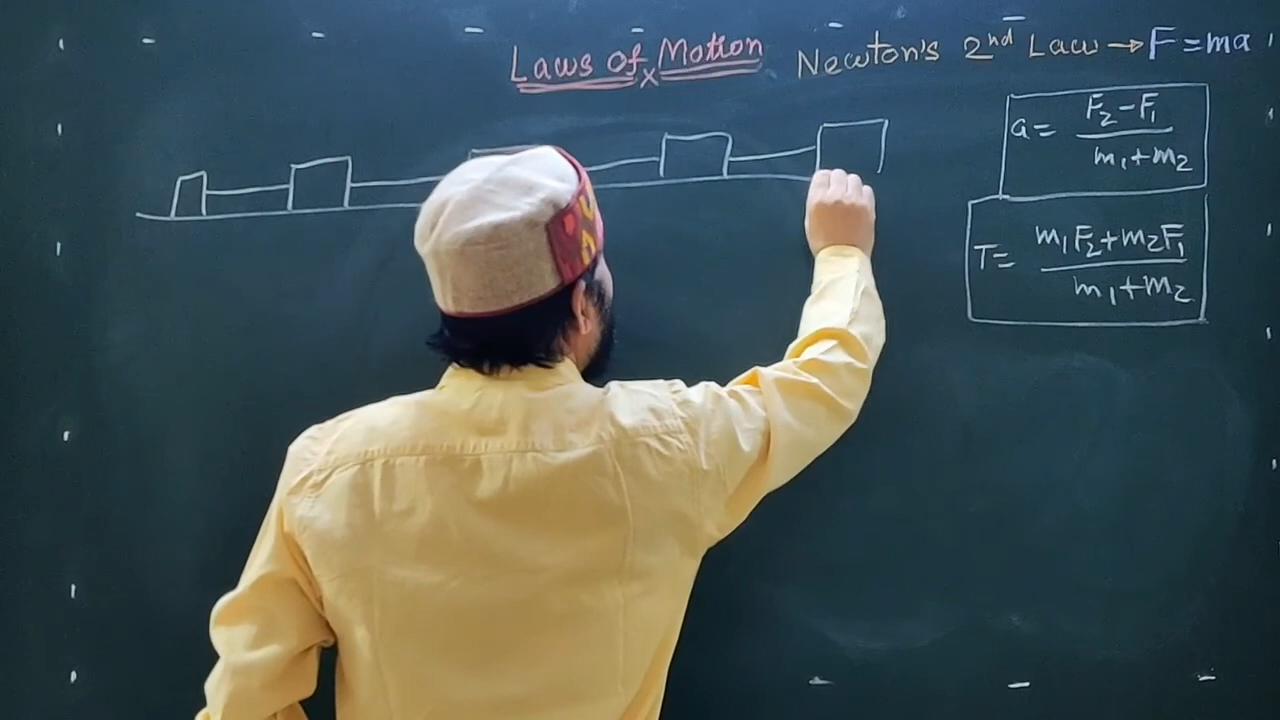 Laws of Motion Newton's 2nd Law → F = ma
x
a = F2 - F1 / m1 + m2
T = m1F2 + m2F1 / m1 + m2